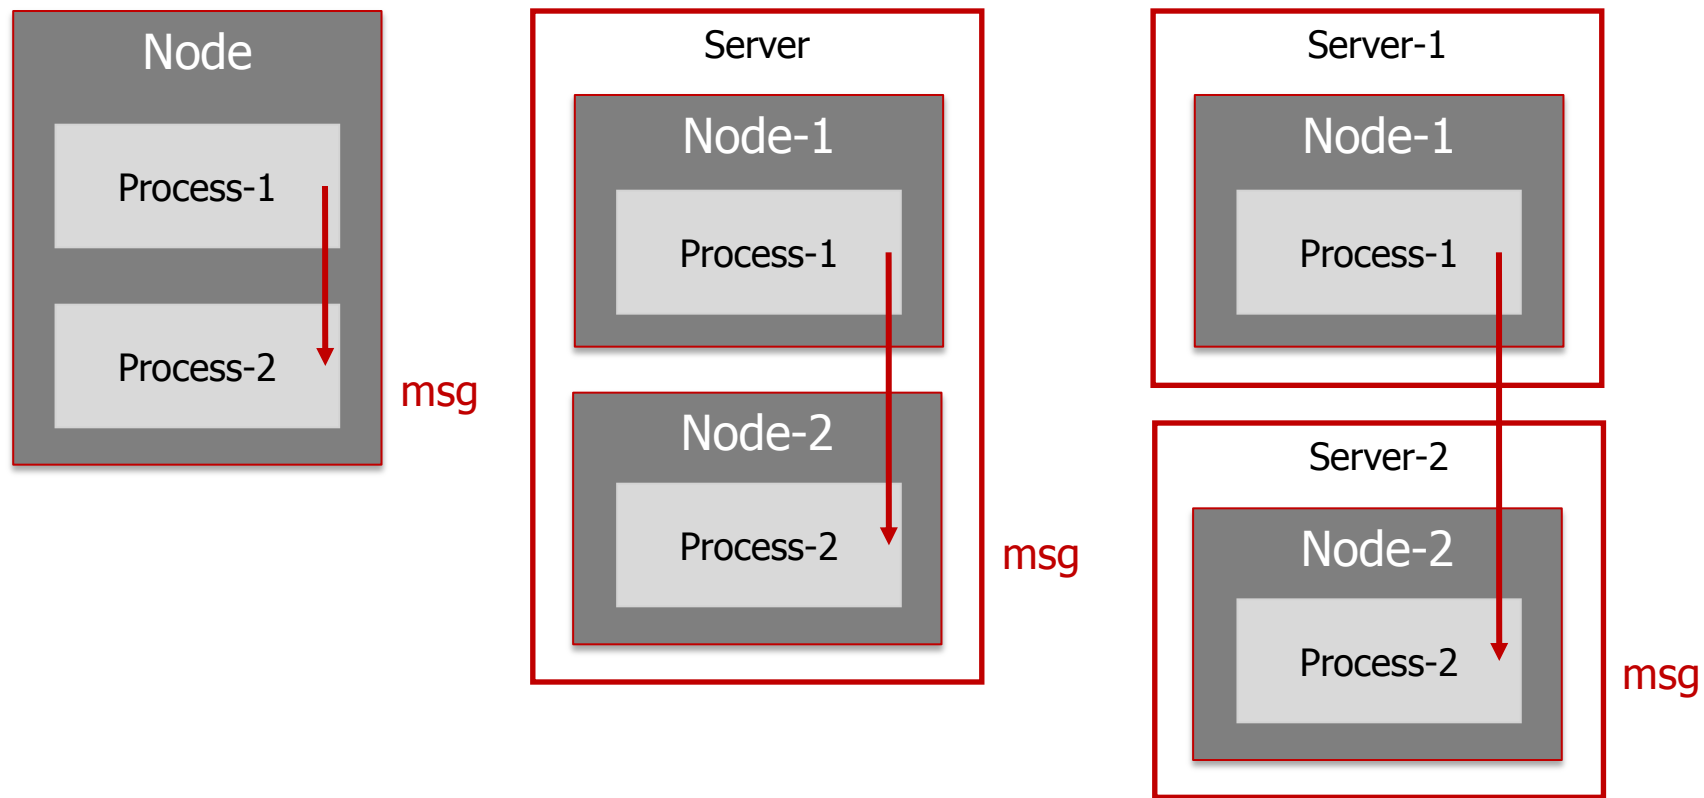 Node
Process-1
Process-2
msg
Server
Node-1
Process-1
Node-2
Process-2
msg
Server-1
Node-1
Process-1
Server-2
Node-2
Process-2
msg